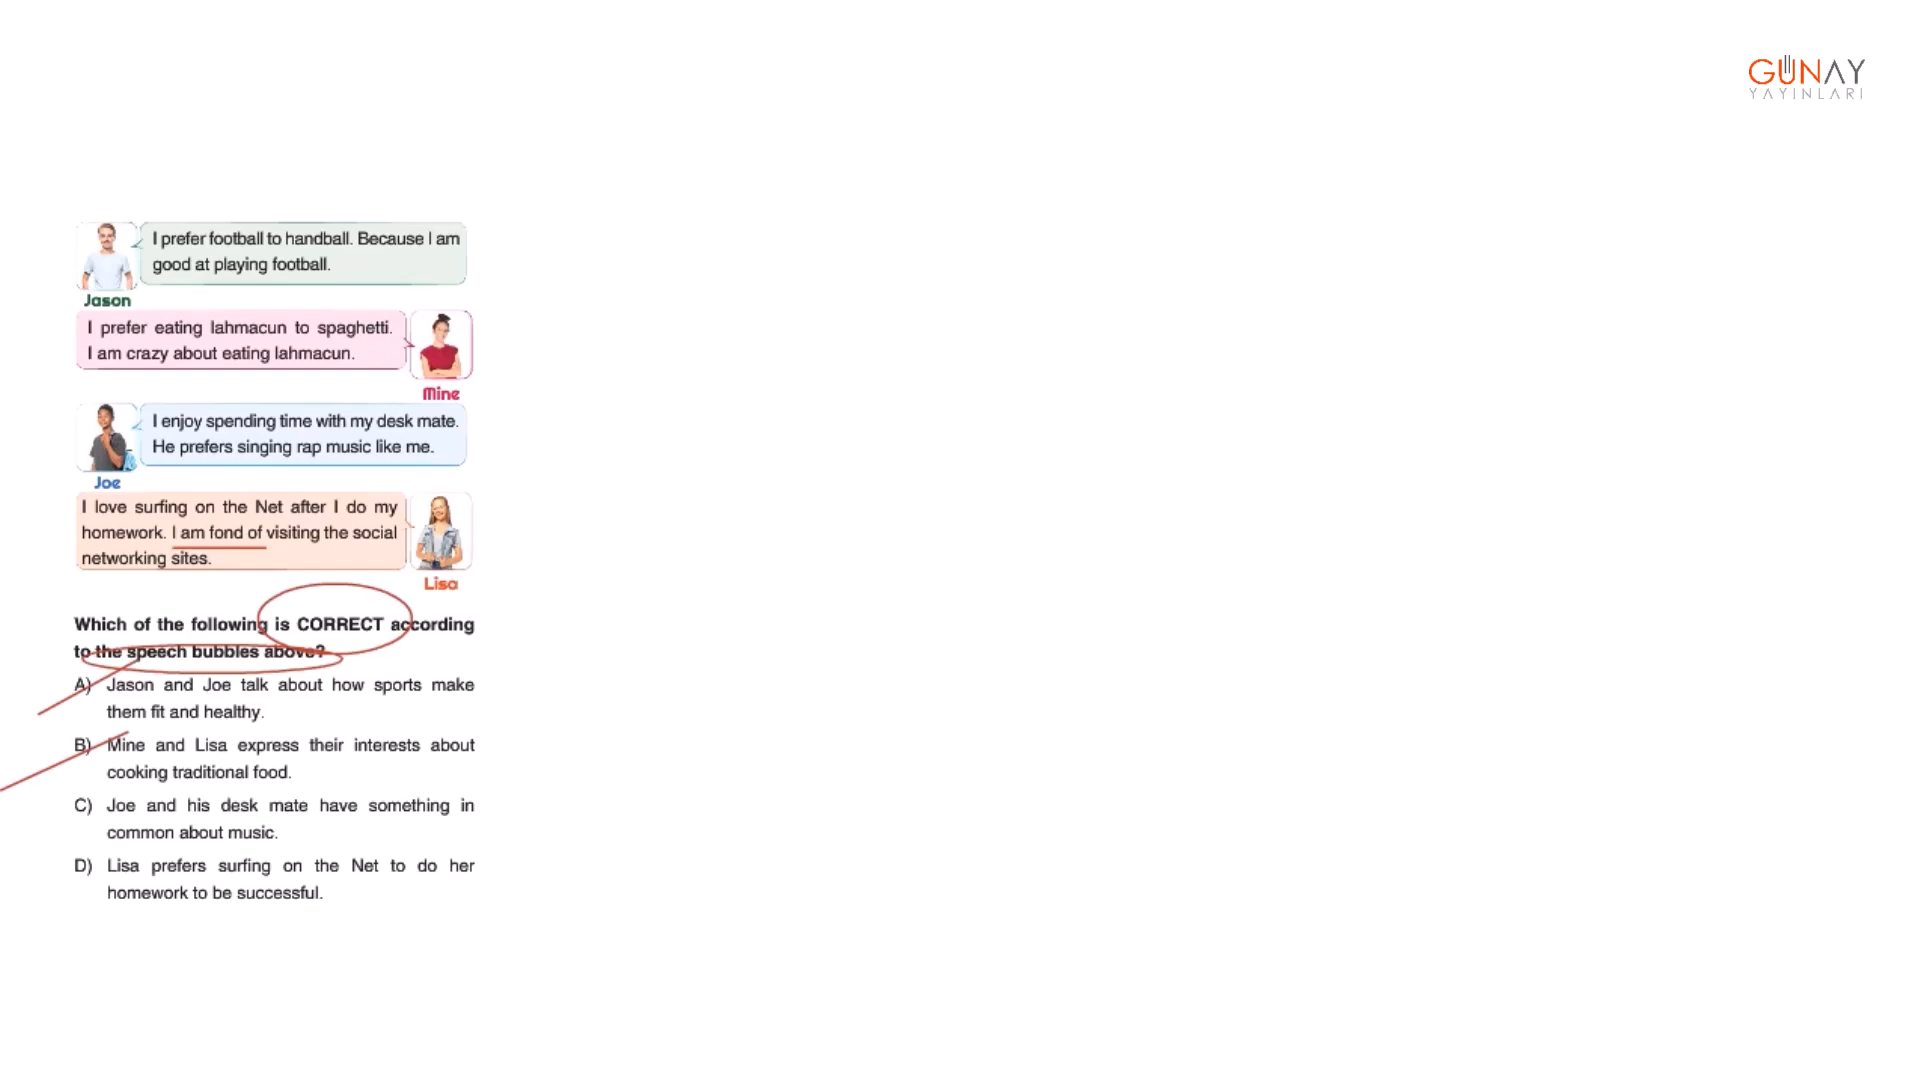 GÜNAY
YAYINLARI
I prefer football to handball. Because I am
good at playing football.
Jason
I prefer eating lahmacun to spaghetti.
I am crazy about eating lahmacun.
Mine
I enjoy spending time with my desk mate.
He prefers singing rap music like me.
Joe
I love surfing on the Net after I do my
homework. I am fond of visiting the social
networking sites.
Lisa
Which of the following is CORRECT according
to the speech bubbles above?
A) Jason and Joe talk about how sports make
them fit and healthy.
B) Mine and Lisa express their interests about
cooking traditional food.
C) Joe and his desk mate have something in
common about music.
D) Lisa prefers surfing on the Net to do her
homework to be successful.